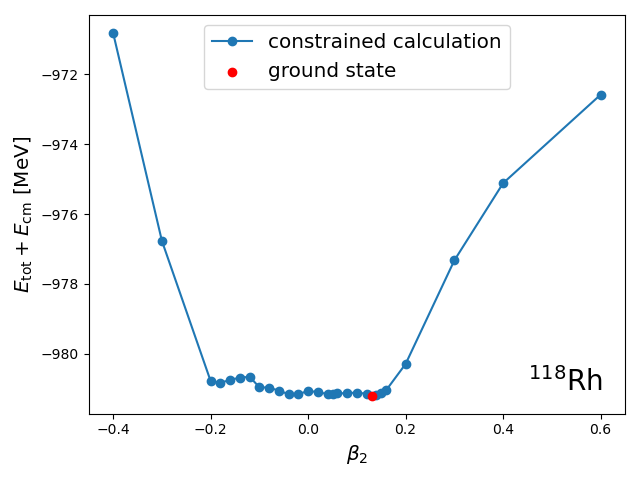 constrained calculation
ground state
−972
−974
−976
−978
−980
E_tot + E_cm [MeV]
^118Rh
−0.4
−0.2
0.0
0.2
0.4
0.6
β_2